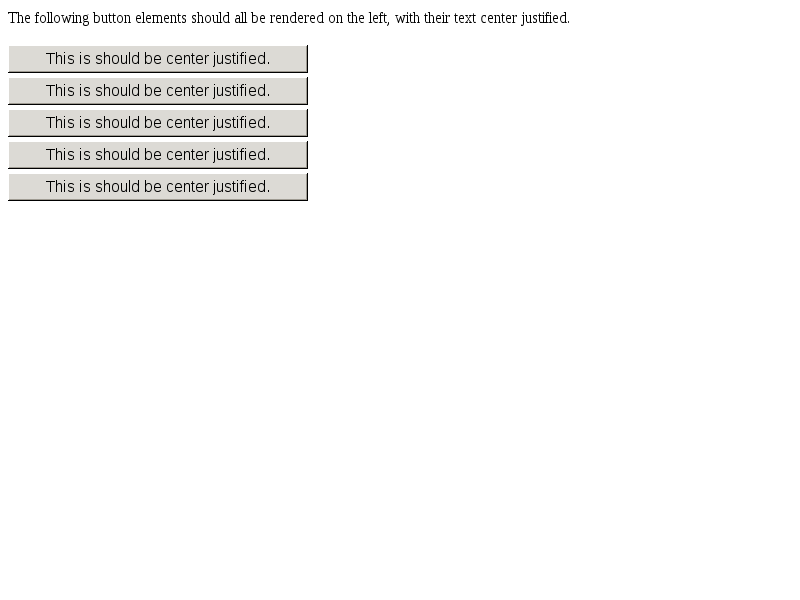 The following button elements should all be rendered on the left, with their text center justified.
This is should be center justified.
This is should be center justified.
This is should be center justified.
This is should be center justified.
This is should be center justified.